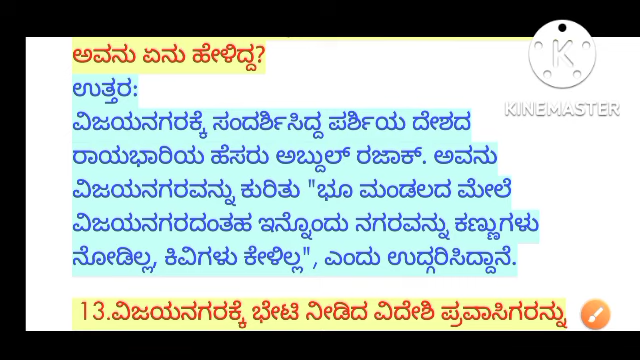 ಅವನು ಏನು ಹೇಳಿದ್ದ?
ಉತ್ತರ:
ವಿಜಯನಗರಕ್ಕೆ ಸಂದರ್ಶಿಸಿದ್ದ ಪರ್ಶಿಯ ದೇಶದ
ರಾಯಭಾರಿಯ ಹೆಸರು ಅಬ್ದುಲ್ ರಜಾಕ್. ಅವನು
ವಿಜಯನಗರವನ್ನು ಕುರಿತು "ಭೂ ಮಂಡಲದ ಮೇಲೆ
ವಿಜಯನಗರದಂತಹ ಇನ್ನೊಂದು ನಗರವನ್ನು ಕಣ್ಣುಗಳು
ನೋಡಿಲ್ಲ, ಕಿವಿಗಳು ಕೇಳಿಲ್ಲ", ಎಂದು ಉದ್ಗರಿಸಿದ್ದಾನೆ.
13.ವಿಜಯನಗರಕ್ಕೆ ಭೇಟಿ ನೀಡಿದ ವಿದೇಶಿ ಪ್ರವಾಸಿಗರನ್ನು
K
KINEMASTER